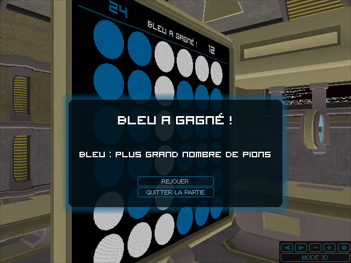 24
BLEU A GAGNÉ !
12
BLEU A GAGNÉ !
BLEU : PLUS GRAND NOMBRE DE PIONS
REJOUER
QUITTER LA PARTIE
MODE 3D